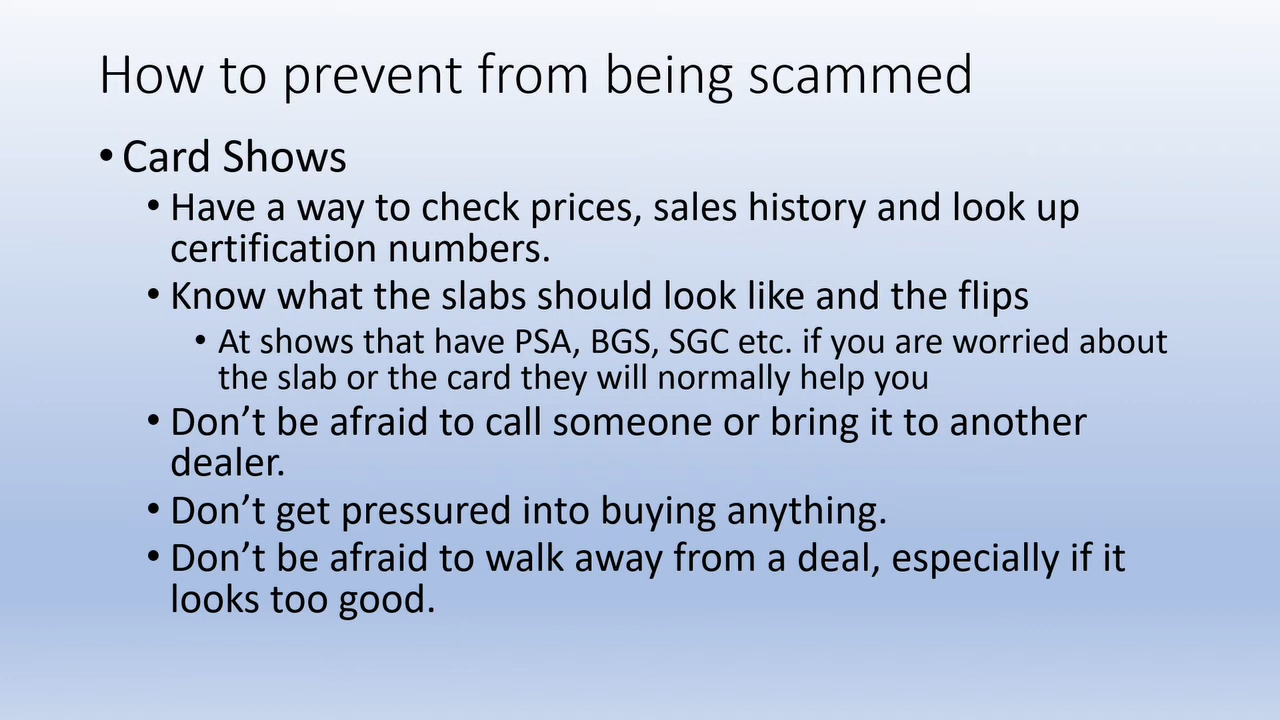 How to prevent from being scammed
• Card Shows
• Have a way to check prices, sales history and look up
certification numbers.
• Know what the slabs should look like and the flips
• At shows that have PSA, BGS, SGC etc. if you are worried about
the slab or the card they will normally help you
• Don’t be afraid to call someone or bring it to another
dealer.
• Don’t get pressured into buying anything.
• Don’t be afraid to walk away from a deal, especially if it
looks too good.